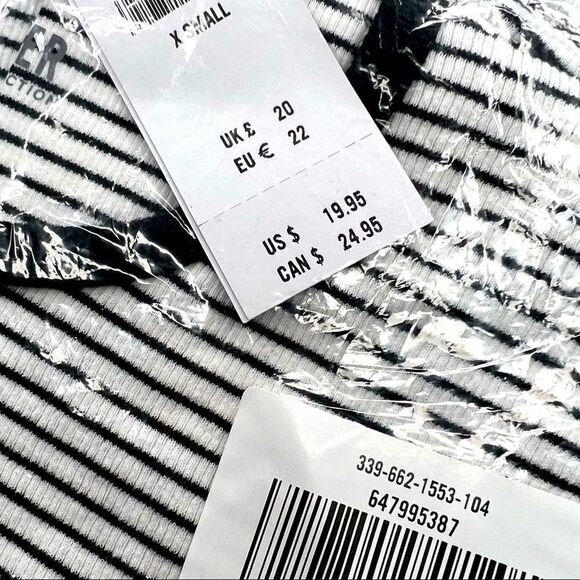 ER
CTION
X SMALL
UK £ 20
EU € 22
US $ 19.95
CAN $ 24.95
339-662-1553-104
647995387